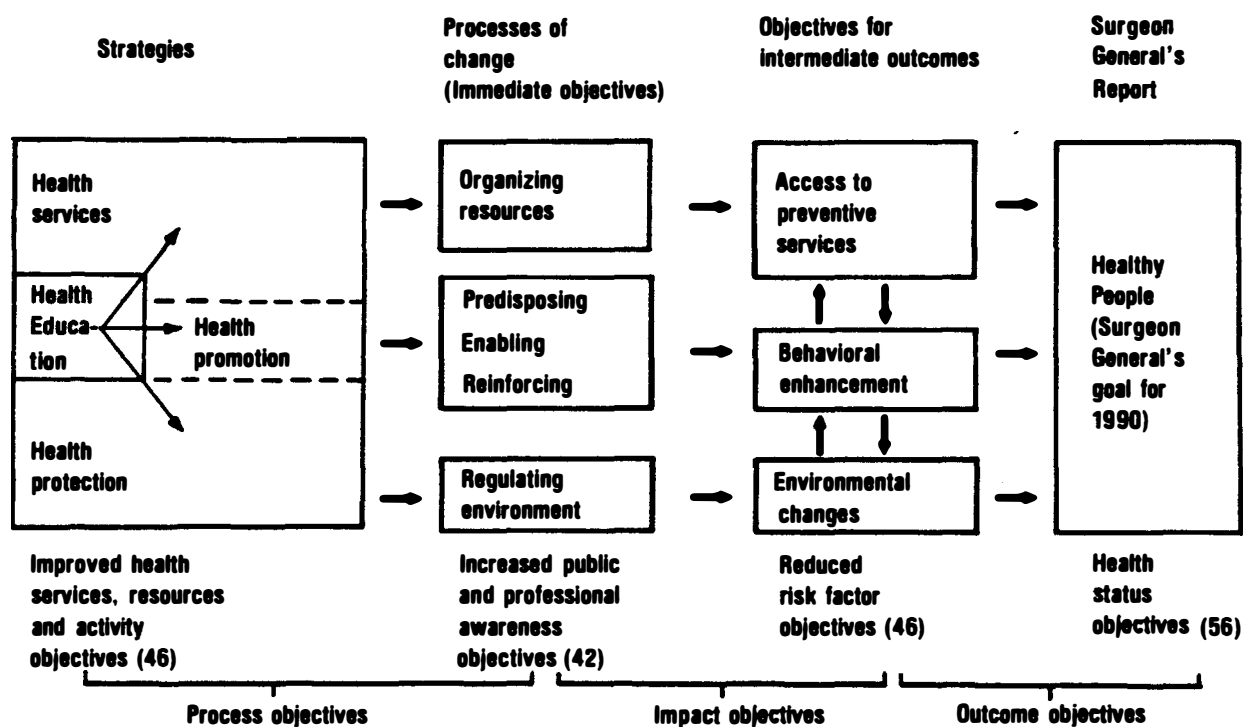 Strategies
Processes of
change
(Immediate objectives)
Objectives for
intermediate outcomes
Surgeon
General's
Report
Health
services
Health
Educa-
tion
Health
promotion
Health
protection
Organizing
resources
Predisposing
Enabling
Reinforcing
Regulating
environment
Access to
preventive
services
Behavioral
enhancement
Environmental
changes
Healthy
People
(Surgeon
General's
goal for
1990)
Improved health
services, resources
and activity
objectives (46)
Increased public
and professional
awareness
objectives (42)
Reduced
risk factor
objectives (46)
Health
status
objectives (56)
Process objectives
Impact objectives
Outcome objectives